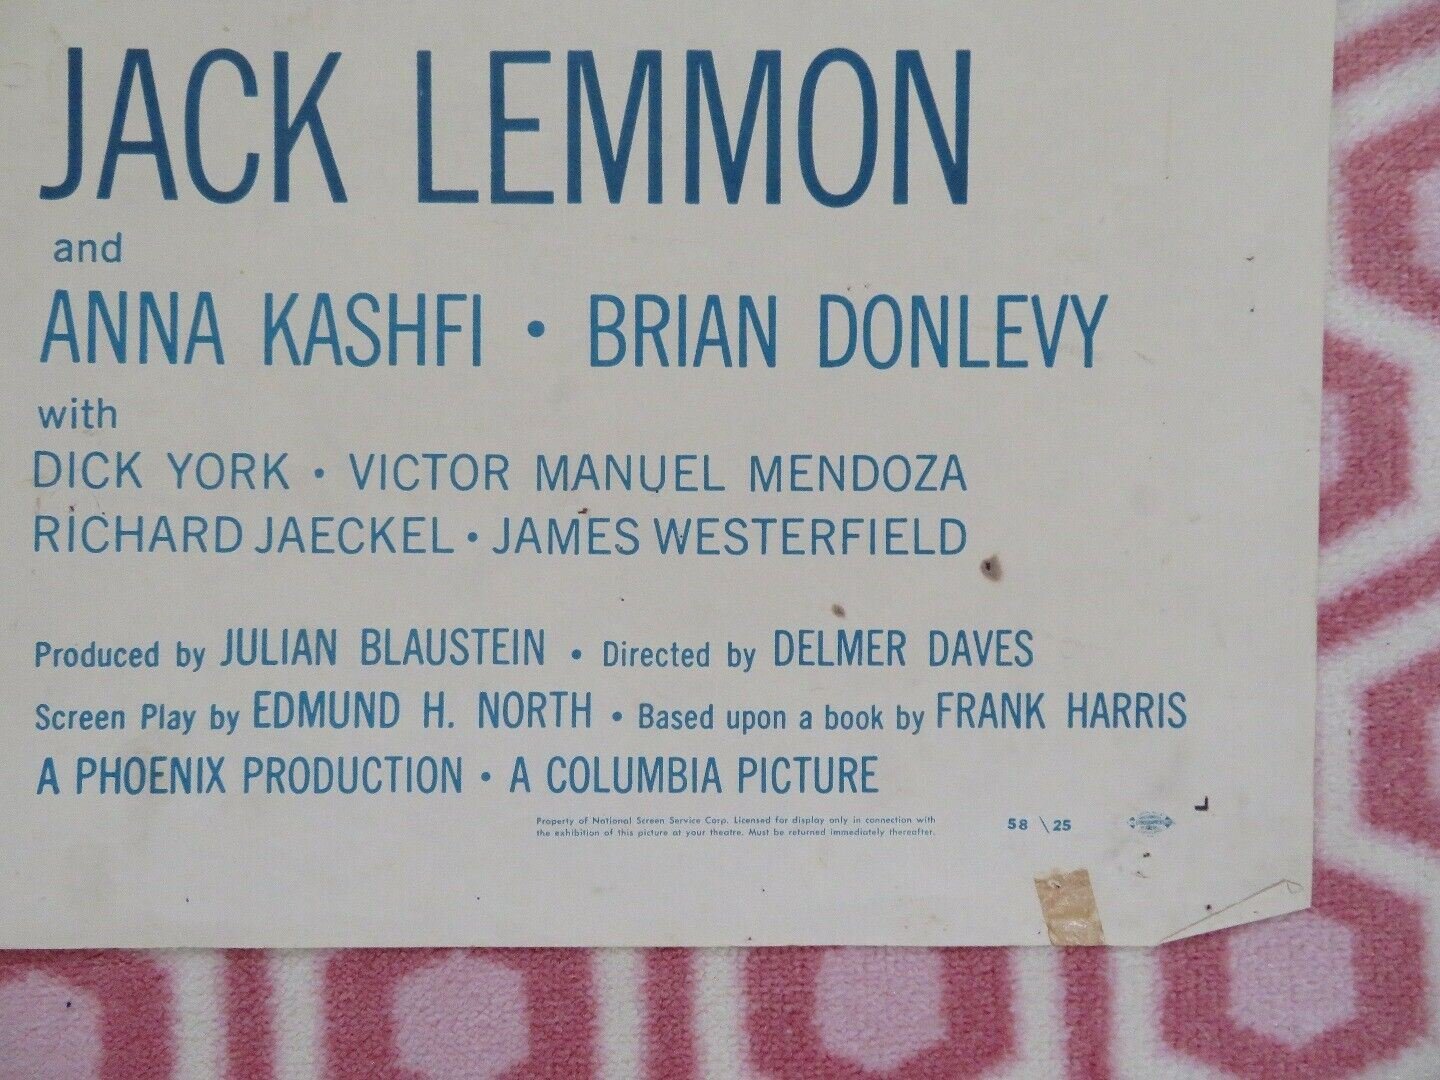 JACK LEMMON
and
ANNA KASHFI • BRIAN DONLEVY
with
DICK YORK • VICTOR MANUEL MENDOZA
RICHARD JAECKEL • JAMES WESTERFIELD
Produced by JULIAN BLAUSTEIN • Directed by DELMER DAVES
Screen Play by EDMUND H. NORTH • Based upon a book by FRANK HARRIS
A PHOENIX PRODUCTION • A COLUMBIA PICTURE
Property of National Screen Service Corp. Licensed for display only in connection with
the exhibition of this picture at your theatre. Must be returned immediately thereafter.
58 \ 25